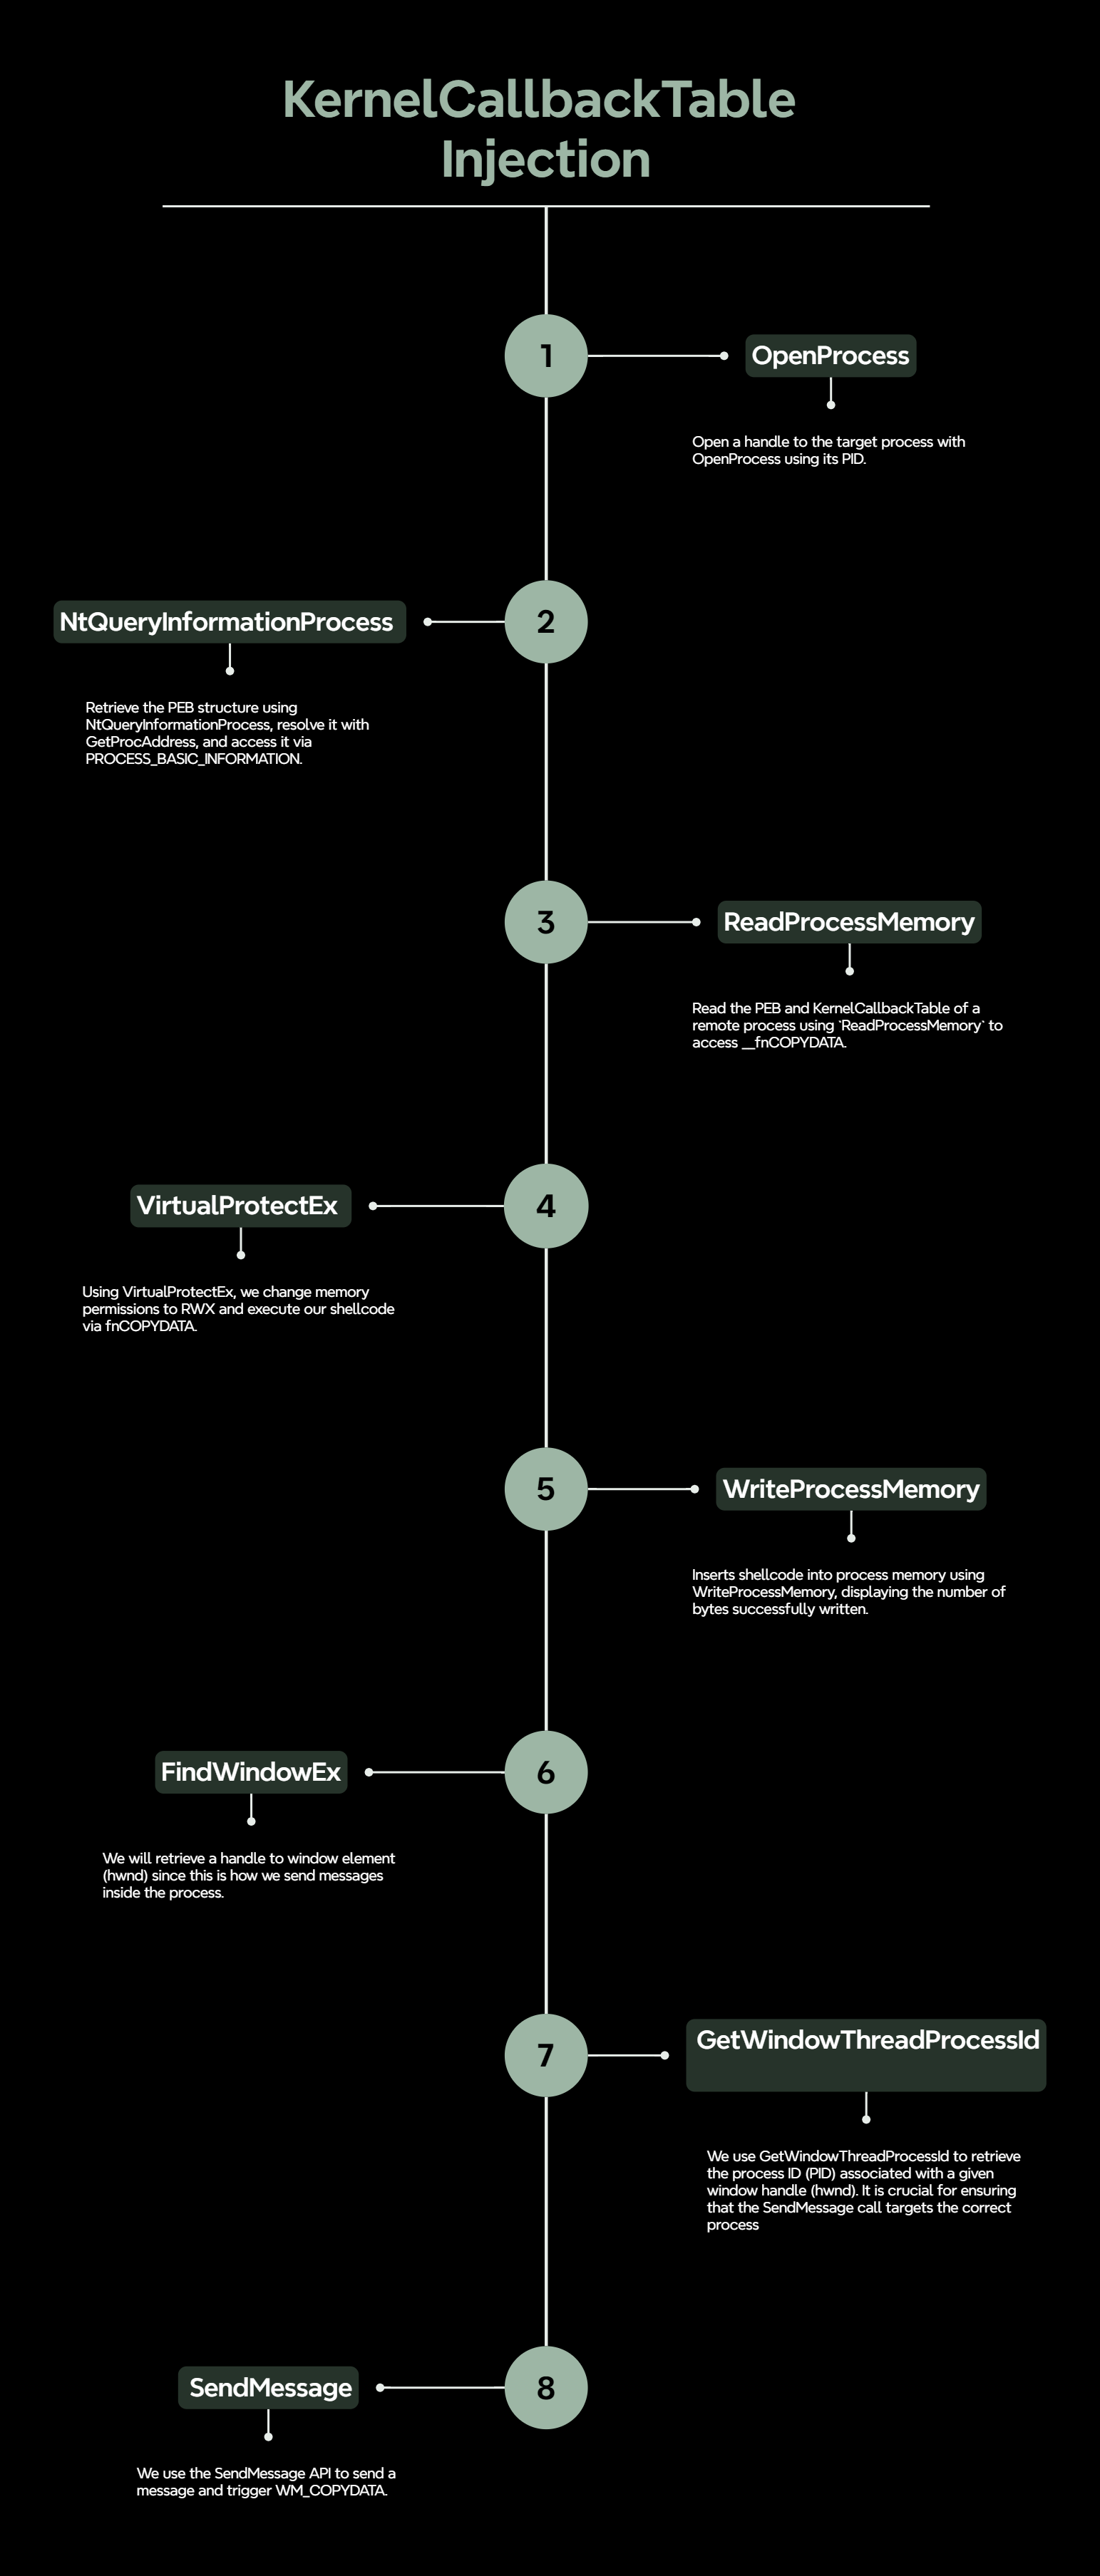 KernelCallbackTable
Injection
1
OpenProcess
Open a handle to the target process with
OpenProcess using its PID.
2
NtQueryInformationProcess
Retrieve the PEB structure using
NtQueryInformationProcess, resolve it with
GetProcAddress, and access it via
PROCESS_BASIC_INFORMATION.
3
ReadProcessMemory
Read the PEB and KernelCallbackTable of a
remote process using `ReadProcessMemory` to
access __fnCOPYDATA.
4
VirtualProtectEx
Using VirtualProtectEx, we change memory
permissions to RWX and execute our shellcode
via fnCOPYDATA.
5
WriteProcessMemory
Inserts shellcode into process memory using
WriteProcessMemory, displaying the number of
bytes successfully written.
6
FindWindowEx
We will retrieve a handle to window element
(hwnd) since this is how we send messages
inside the process.
7
GetWindowThreadProcessId
We use GetWindowThreadProcessId to retrieve
the process ID (PID) associated with a given
window handle (hwnd). It is crucial for ensuring
that the SendMessage call targets the correct
process
8
SendMessage
We use the SendMessage API to send a
message and trigger WM_COPYDATA.